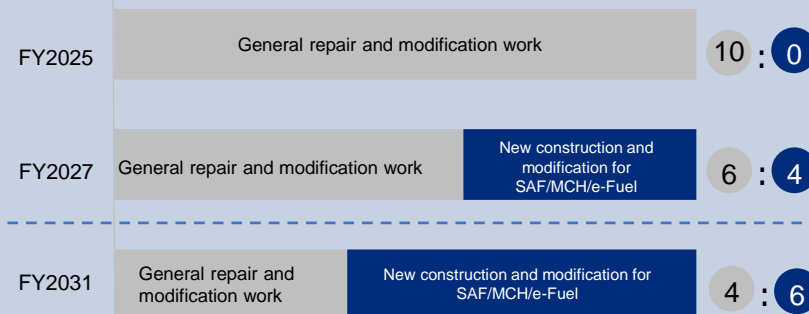 FY2025
General repair and modification work
10 : 0
FY2027
General repair and modification work
New construction and
modification for
SAF/MCH/e-Fuel
6 : 4
FY2031
General repair and
modification work
New construction and modification for
SAF/MCH/e-Fuel
4 : 6